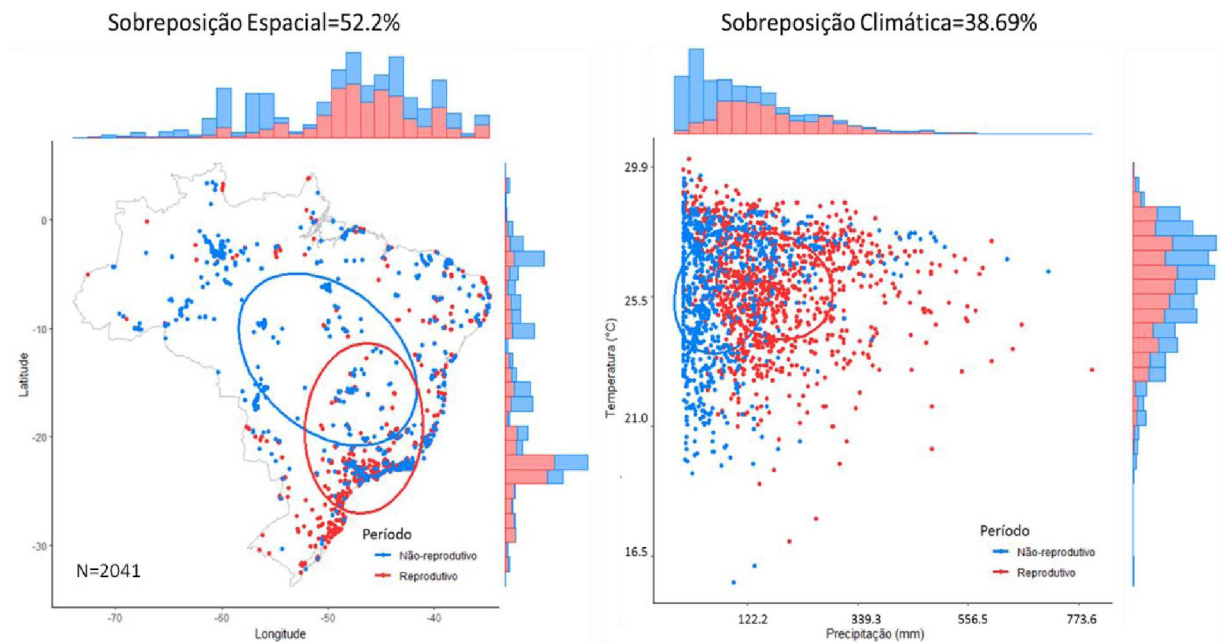 Sobreposição Espacial=52.2%
Sobreposição Climática=38.69%
0
-10
-20
-30
Latitude
-70
-60
-50
-40
Longitude
N=2041
Período
Não-reprodutivo
Reprodutivo
29.9
25.5
21.0
16.5
Temperatura (°C)
122.2
339.3
556.5
773.6
Precipitação (mm)
Período
Não-reprodutivo
Reprodutivo